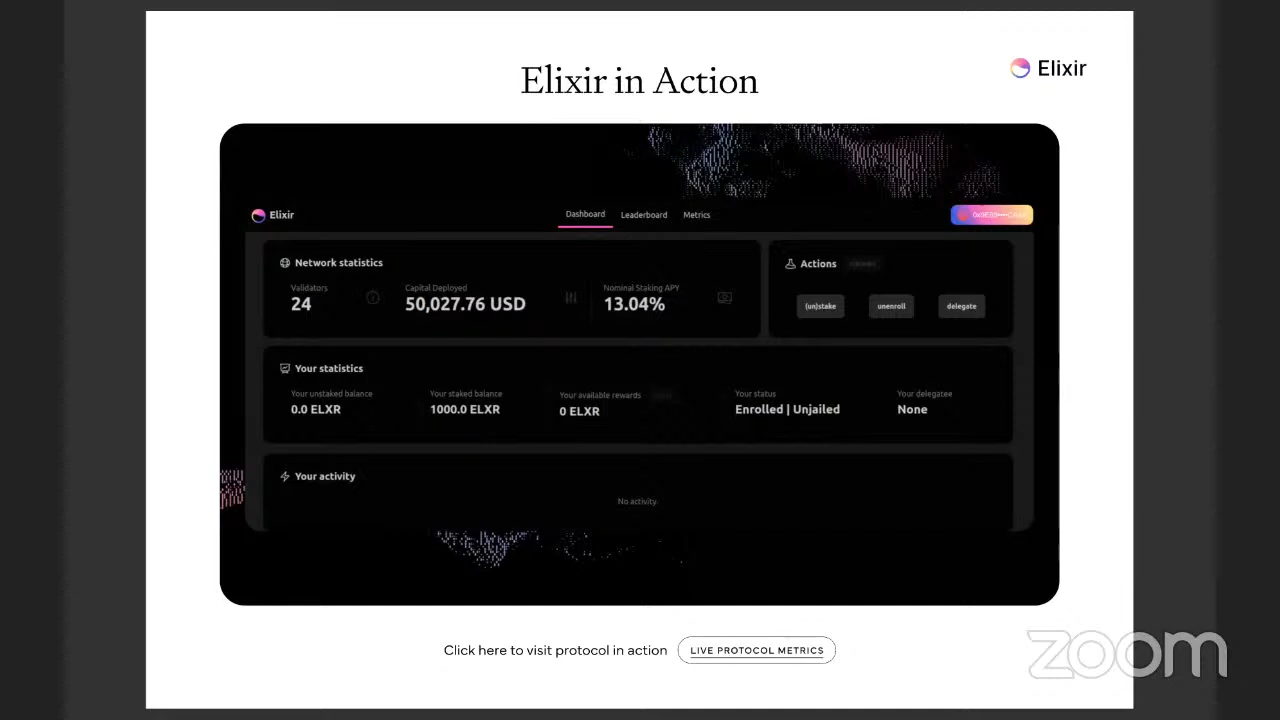 Elixir in Action
Elixir
Elixir
Dashboard Leaderboard Metrics
Network statistics
Validators
24
Capital Deployed
50,027.76 USD
Nominal Staking APY
13.04%
Actions
(un)stake unenroll delegate
Your statistics
Your unstaked balance
0.0 ELXR
Your staked balance
1000.0 ELXR
Your available rewards
0 ELXR
Your status
Enrolled | Unjailed
Your delegatee
None
Your activity
No activity
Click here to visit protocol in action
LIVE PROTOCOL METRICS
zoom